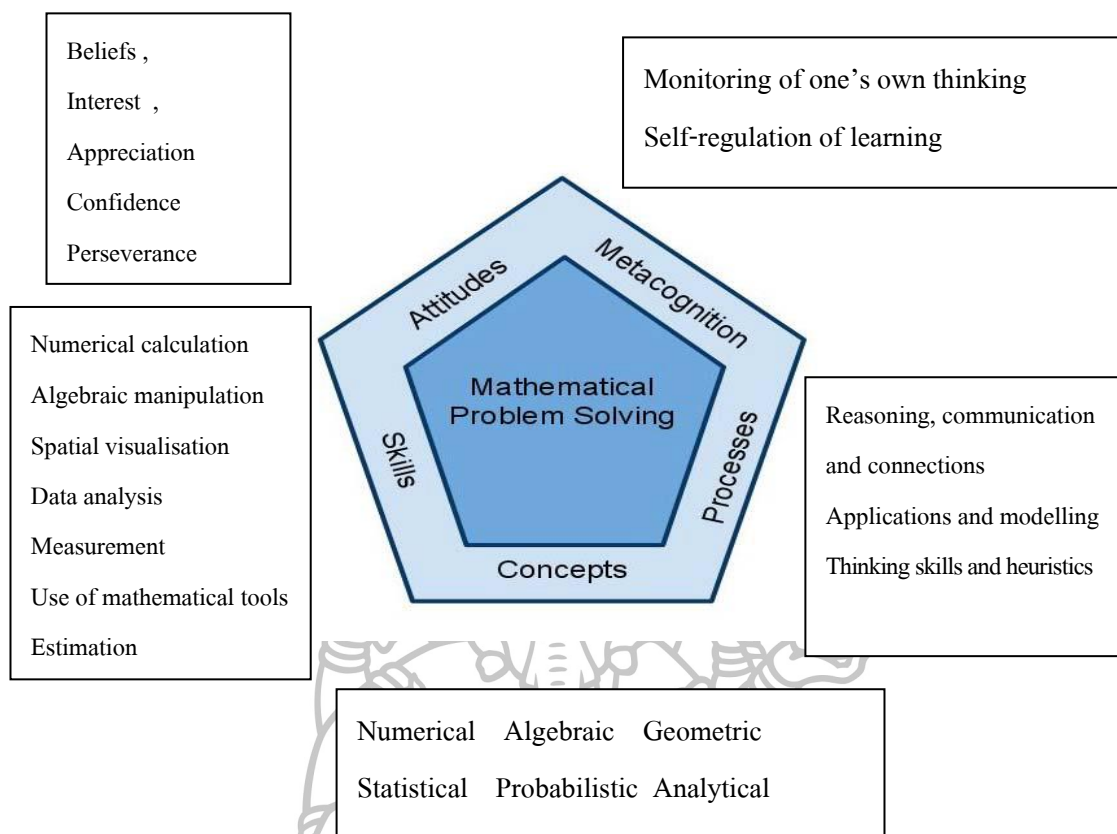 Beliefs ,
Interest ,
Appreciation
Confidence
Perseverance
Monitoring of one’s own thinking
Self-regulation of learning
Attitudes
Metacognition
Mathematical
Problem Solving
Skills
Processes
Concepts
Numerical calculation
Algebraic manipulation
Spatial visualisation
Data analysis
Measurement
Use of mathematical tools
Estimation
Reasoning, communication
and connections
Applications and modelling
Thinking skills and heuristics
Numerical Algebraic Geometric
Statistical Probabilistic Analytical